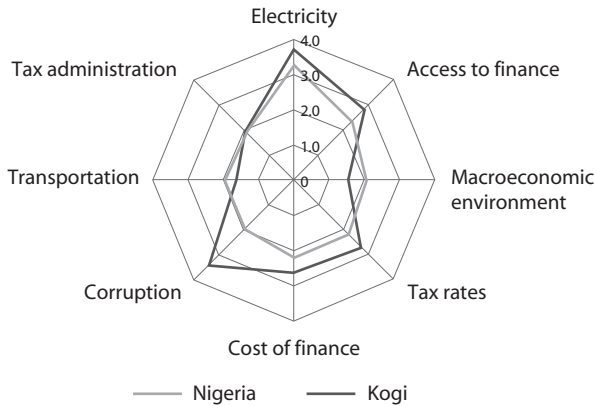 Electricity
4.0
Tax administration
Access to finance
3.0
2.0
1.0
Transportation
0
Macroeconomic
environment
Corruption
Tax rates
Cost of finance
Nigeria
Kogi